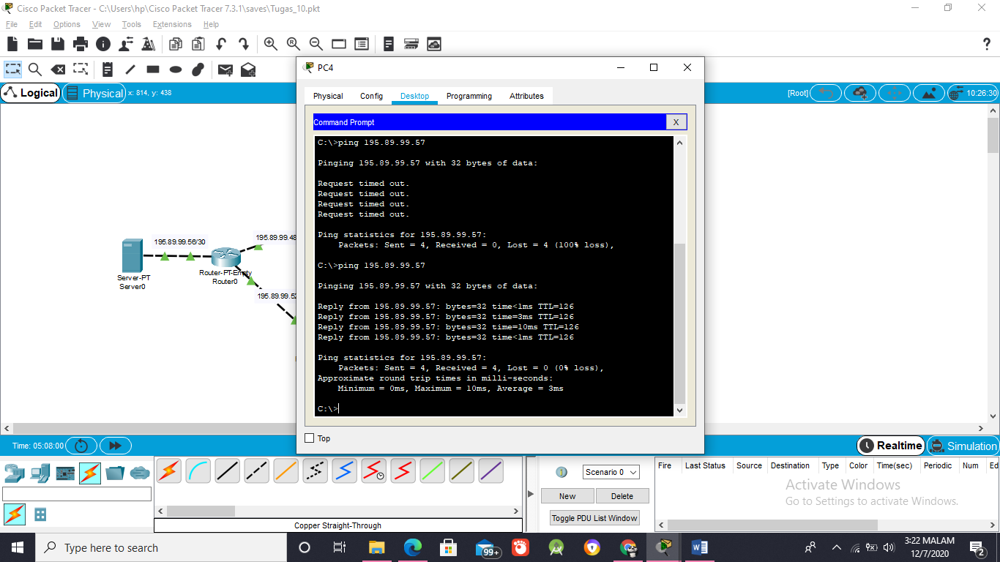 Cisco Packet Tracer - C:\Users\hp\Cisco Packet Tracer 7.3.1\saves\Tugas_10.pkt
File Edit Options View Tools Extensions Help
Logical Physical x: 814, y: 438
[Root] 10:26:30
195.89.99.56/30
195.89.99.48
Server-PT
Server0
Router-PT-Empty
Router0
195.89.99.52
PC4
Physical Config Desktop Programming Attributes
Command Prompt X
C:\>ping 195.89.99.57
Pinging 195.89.99.57 with 32 bytes of data:
Request timed out.
Request timed out.
Request timed out.
Request timed out.
Ping statistics for 195.89.99.57:
Packets: Sent = 4, Received = 0, Lost = 4 (100% loss),
C:\>ping 195.89.99.57
Pinging 195.89.99.57 with 32 bytes of data:
Reply from 195.89.99.57: bytes=32 time<1ms TTL=126
Reply from 195.89.99.57: bytes=32 time=3ms TTL=126
Reply from 195.89.99.57: bytes=32 time=10ms TTL=126
Reply from 195.89.99.57: bytes=32 time<1ms TTL=126
Ping statistics for 195.89.99.57:
Packets: Sent = 4, Received = 4, Lost = 0 (0% loss),
Approximate round trip times in milli-seconds:
Minimum = 0ms, Maximum = 10ms, Average = 3ms
C:\>
Top
Time: 05:08:00
Realtime Simulation
Scenario 0
New Delete
Toggle PDU List Window
Fire Last Status Source Destination Type Color Time(sec) Periodic Num Ed
Copper Straight-Through
Activate Windows
Go to Settings to activate Windows.
Type here to search
99+
3:22 MALAM
12/7/2020
2